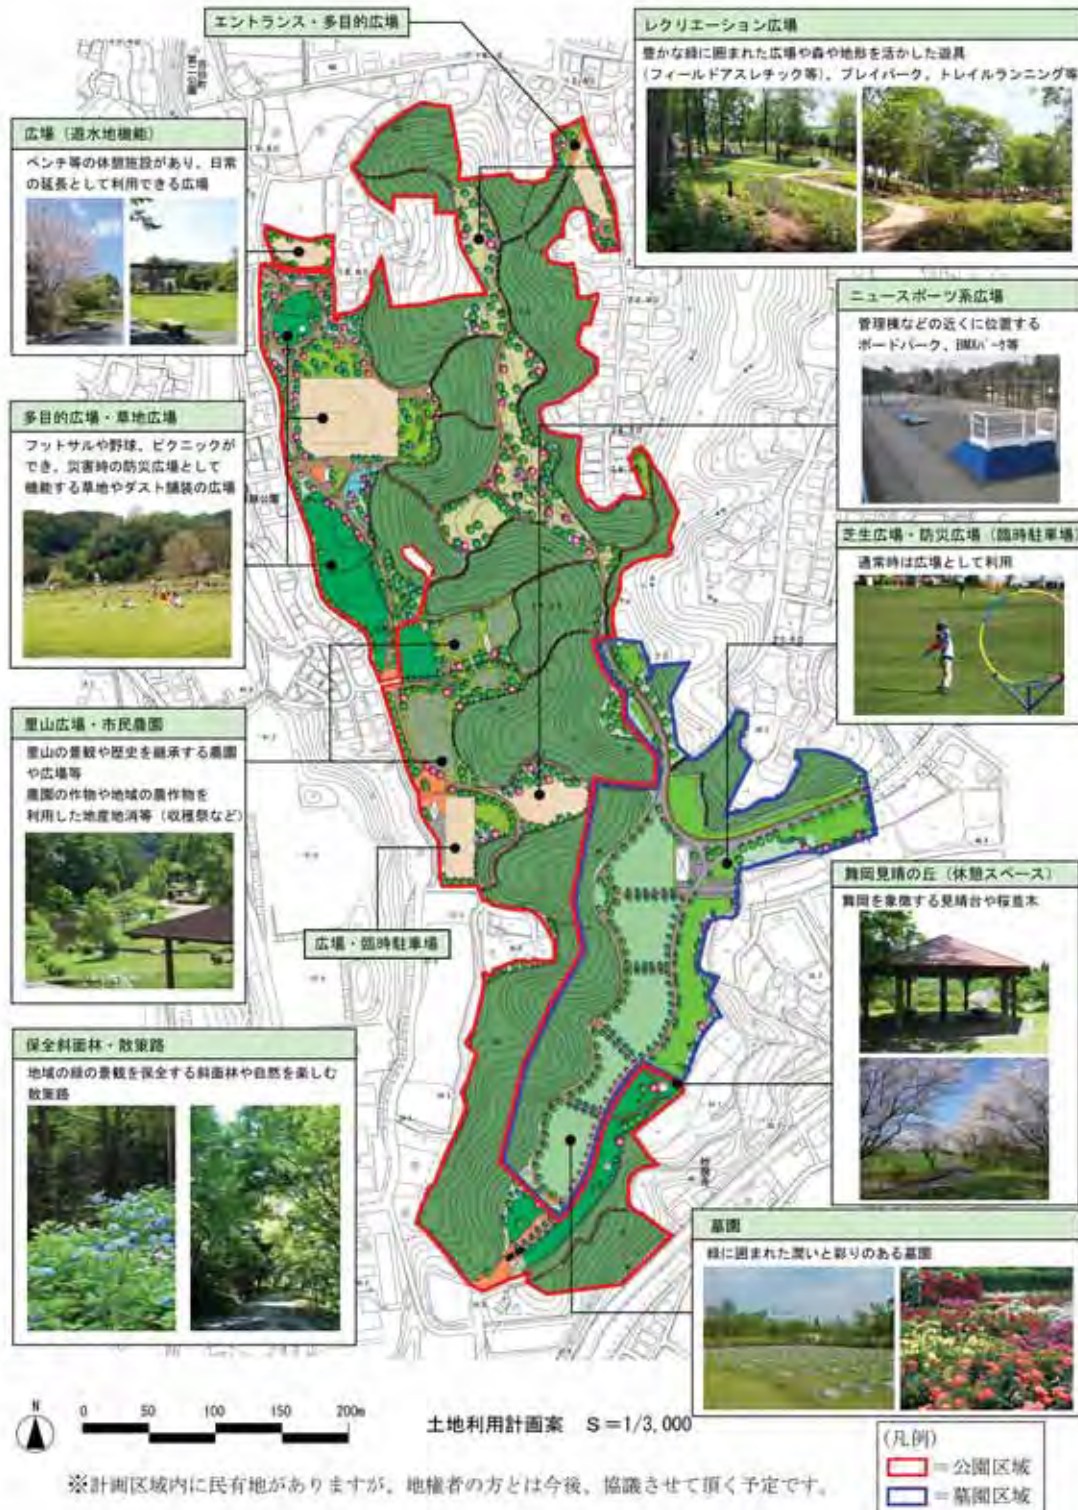 エントランス・多目的広場
レクリエーション広場
豊かな緑に囲まれた広場や森や地形を活かした遊具
(フィールドアスレチック等)、プレイパーク、トレイルランニング等
広場(遊水地機能)
ベンチ等の休憩施設があり、日常
の延長として利用できる広場
ニュースポーツ系広場
管理棟などの近くに位置する
ボードパーク、BMXパーク等
多目的広場・草地広場
フットサルや野球、ピクニックが
でき、災害時の防災広場として
機能する草地やダスト舗装の広場
芝生広場・防災広場(臨時駐車場)
通常時は広場として利用
里山広場・市民農園
里山の景観や歴史を継承する農園
や広場等
農園の作物や地域の農作物を
利用した地産地消等(収穫祭など)
舞岡見晴の丘(休憩スペース)
舞岡を象徴する見晴台や桜並木
広場・臨時駐車場
保全斜面林・散策路
地域の緑の景観を保全する斜面林や自然を楽しむ
散策路
墓園
緑に囲まれた潤いと彩りのある墓園
N
0 50 100 150 200m
土地利用計画案 S=1/3,000
(凡例)
=公園区域
=墓園区域
※計画区域内に民有地がありますが、地権者の方とは今後、協議させて頂く予定です。